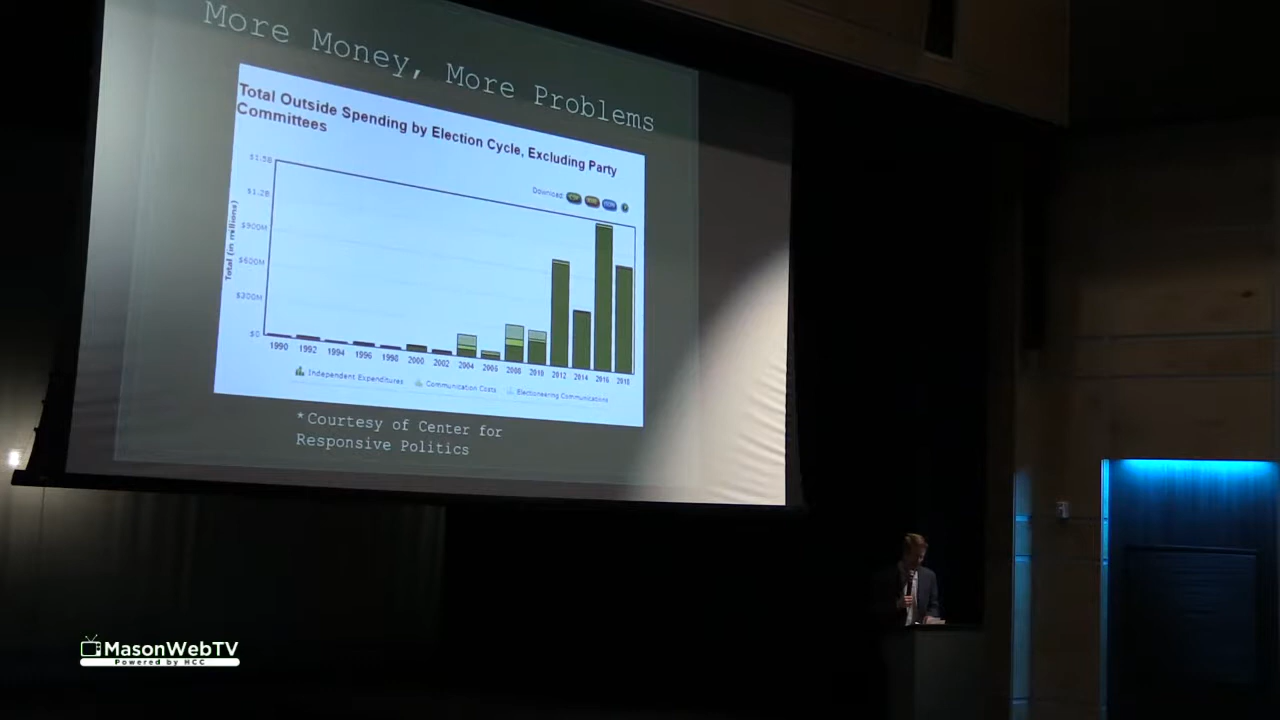 More Money, More Problems
Total Outside Spending by Election Cycle, Excluding Party
Committees
Download:
$1.5B
$1.2B
$900M
$600M
$300M
$0
Total (in millions)
1990 1992 1994 1996 1998 2000 2002 2004 2006 2008 2010 2012 2014 2016 2018
Independent Expenditures Communication Costs Electioneering Communications
*Courtesy of Center for
Responsive Politics
MasonWebTV
Powered by HCC